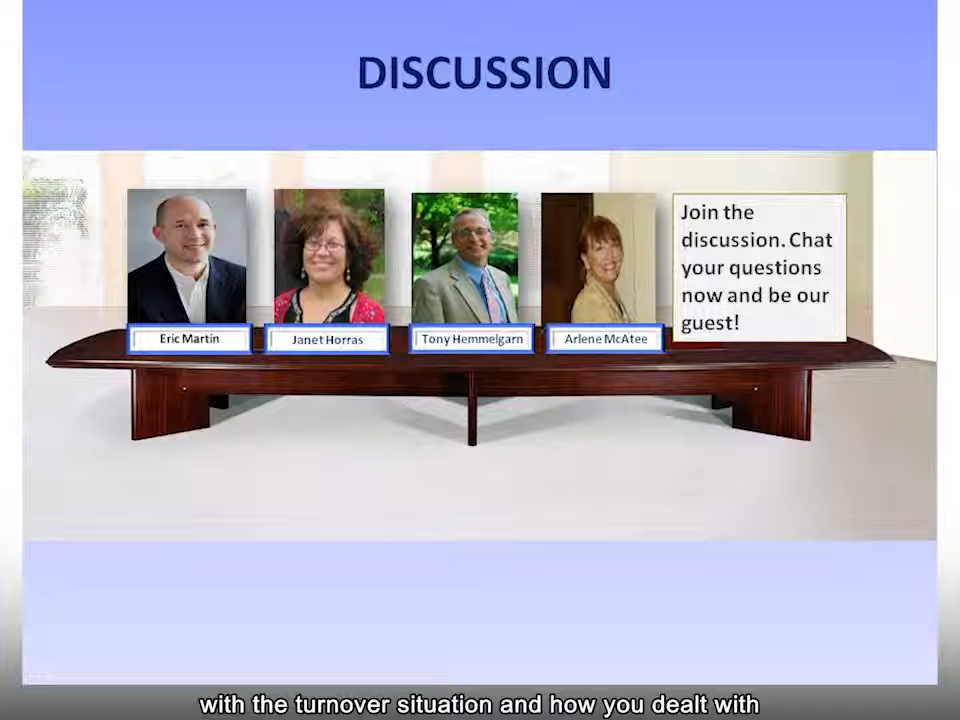 DISCUSSION
Join the
discussion. Chat
your questions
now and be our
guest!
Eric Martin
Janet Horras
Tony Hemmelgarn
Arlene McAtee
with the turnover situation and how you dealt with